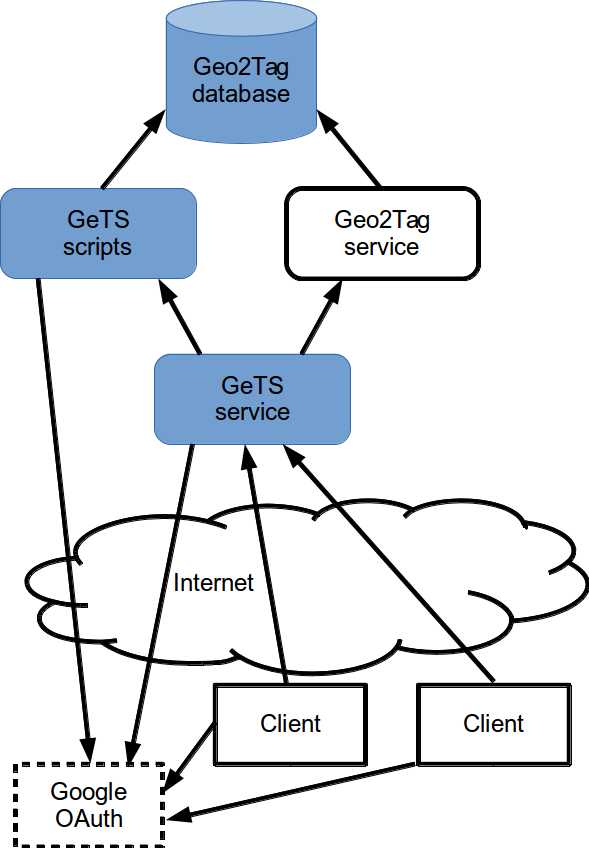 Geo2Tag
database
GeTS
scripts
Geo2Tag
service
GeTS
service
Internet
Client
Client
Google
OAuth